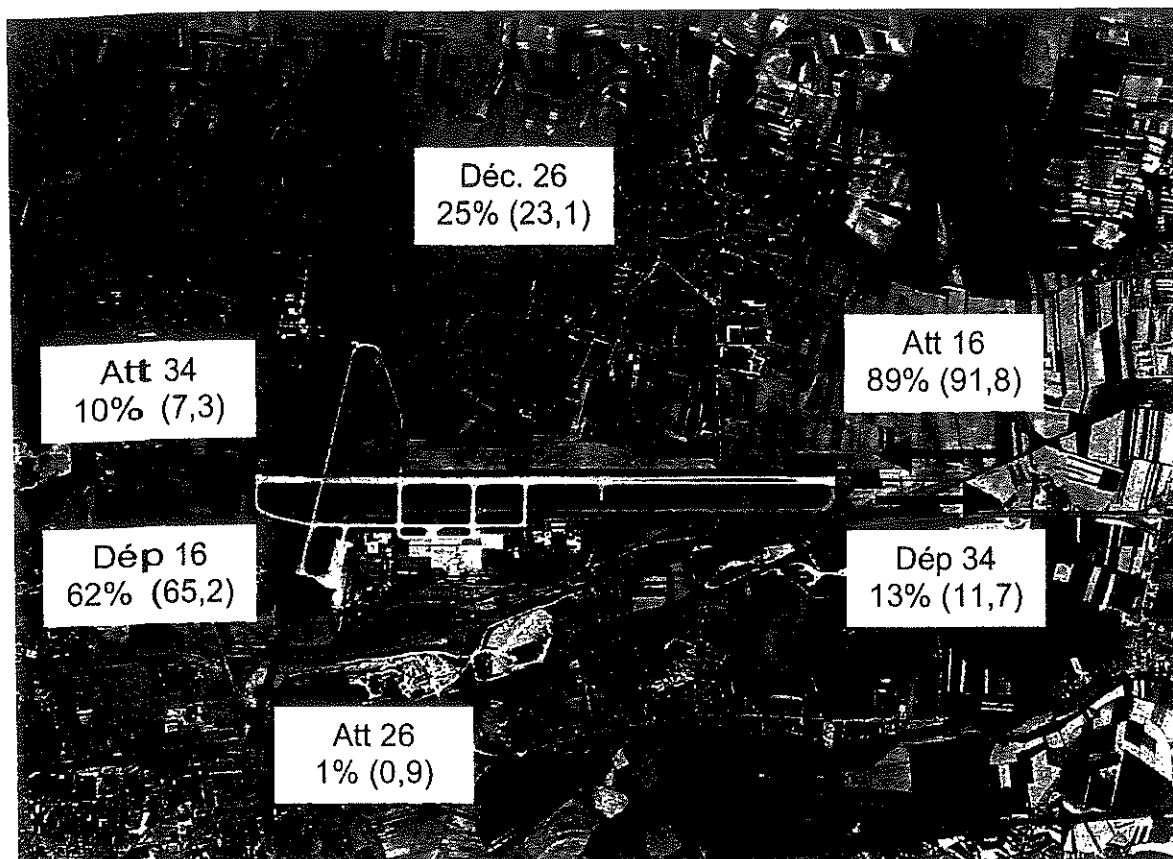 Déc. 26
25% (23,1)
Att 34
10% (7,3)
Att 16
89% (91,8)
Dép 16
62% (65,2)
Dép 34
13% (11,7)
Att 26
1% (0,9)